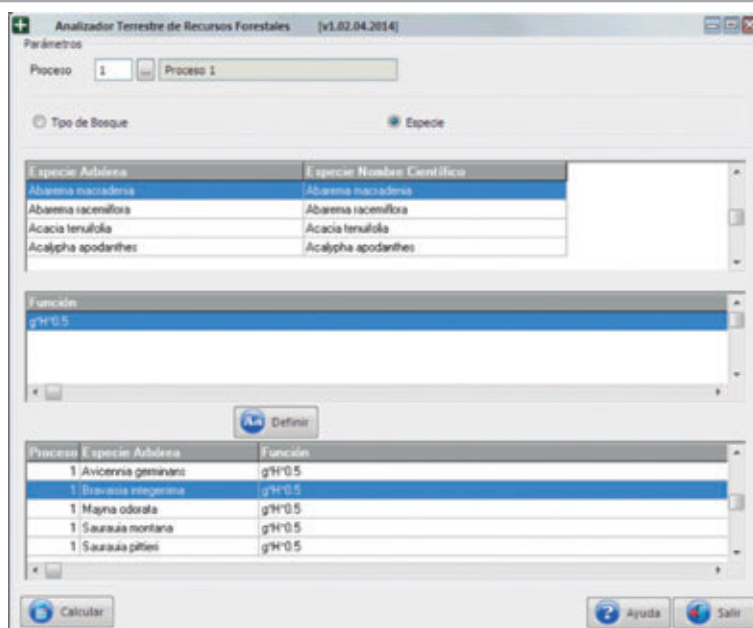 Analizador Terrestre de Recursos Forestales [v1.02.04.2014]
Parámetros
Proceso 1 ... Proceso 1
Tipo de Bosque Especie
Especie Arbórea Especie Nombre Científico
Abarema macradenia Abarema macradenia
Abarema racemiflora Abarema racemiflora
Acacia tenuifolia Acacia tenuifolia
Acalypha apodanthes Acalypha apodanthes
Función
g*H*0.5
Definir
Proceso Especie Arbórea Función
1 Avicennia germinans g*H*0.5
1 Bravaisia integerrima g*H*0.5
1 Mayna odorata g*H*0.5
1 Saurauia montana g*H*0.5
1 Saurauia pittieri g*H*0.5
Calcular Ayuda Salir